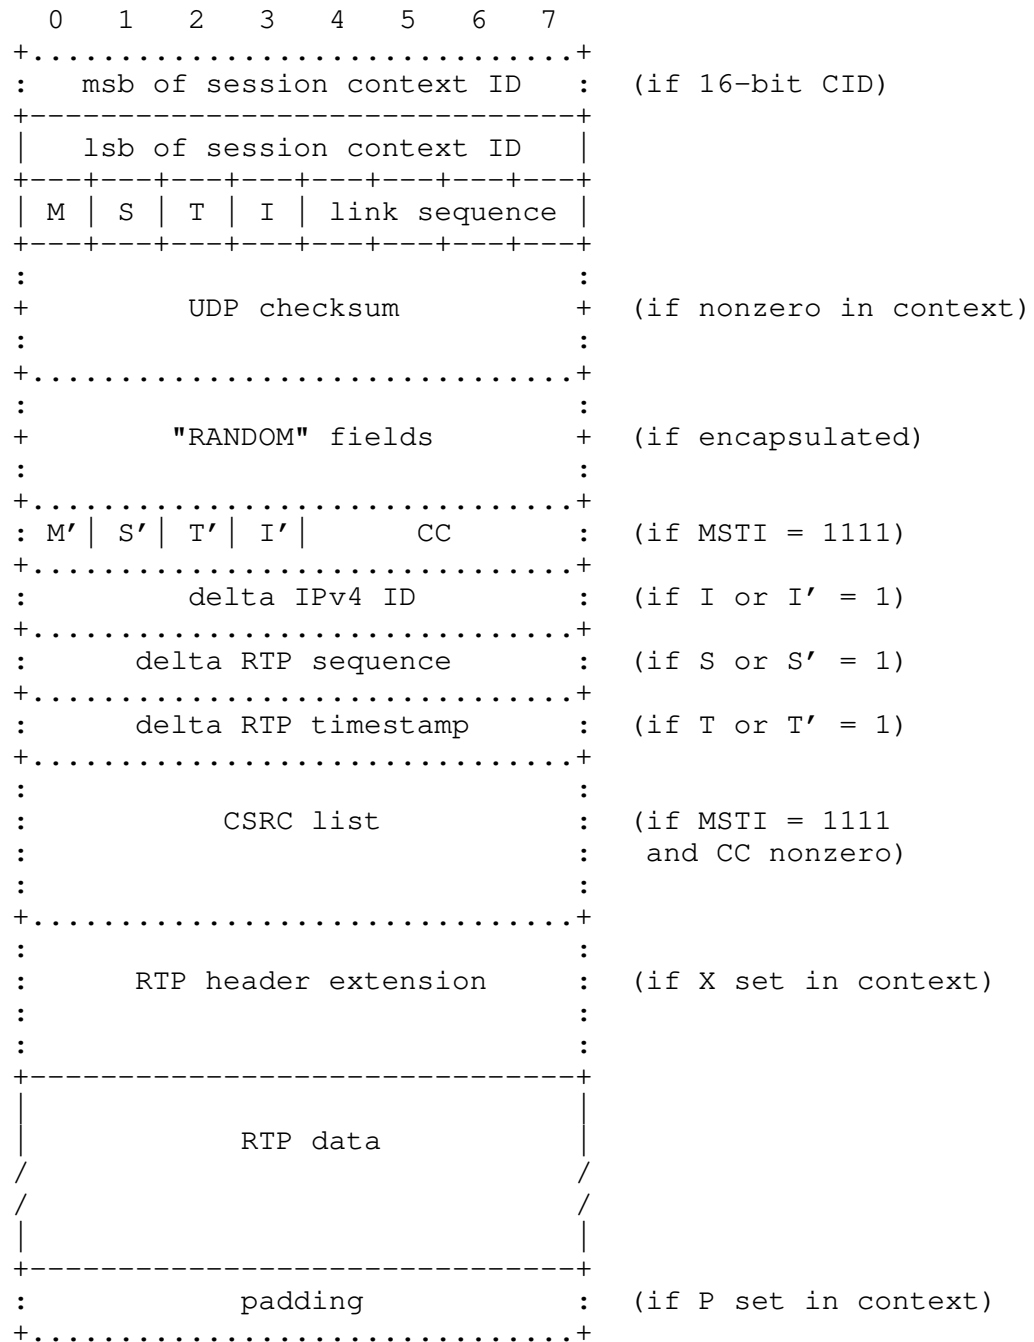 0   1   2   3   4   5   6   7
+...............................+
:   msb of session context ID   :  (if 16-bit CID)
+-------------------------------+
|   lsb of session context ID   |
+---+---+---+---+---+---+---+---+
| M | S | T | I | link sequence |
+---+---+---+---+---+---+---+---+
:                               :
+         UDP checksum          +  (if nonzero in context)
:                               :
+...............................+
:                               :
+        "RANDOM" fields        +  (if encapsulated)
:                               :
+...............................+
: M'| S'| T'| I'|      CC       :  (if MSTI = 1111)
+...............................+
:         delta IPv4 ID         :  (if I or I' = 1)
+...............................+
:      delta RTP sequence       :  (if S or S' = 1)
+...............................+
:      delta RTP timestamp      :  (if T or T' = 1)
+...............................+
:                               :
:           CSRC list           :  (if MSTI = 1111
:                               :   and CC nonzero)
:                               :
+...............................+
:                               :
:      RTP header extension     :  (if X set in context)
:                               :
:                               :
+-------------------------------+
|                               |
|            RTP data           |
/                               /
/                               /
|                               |
+-------------------------------+
:            padding            :  (if P set in context)
+...............................+